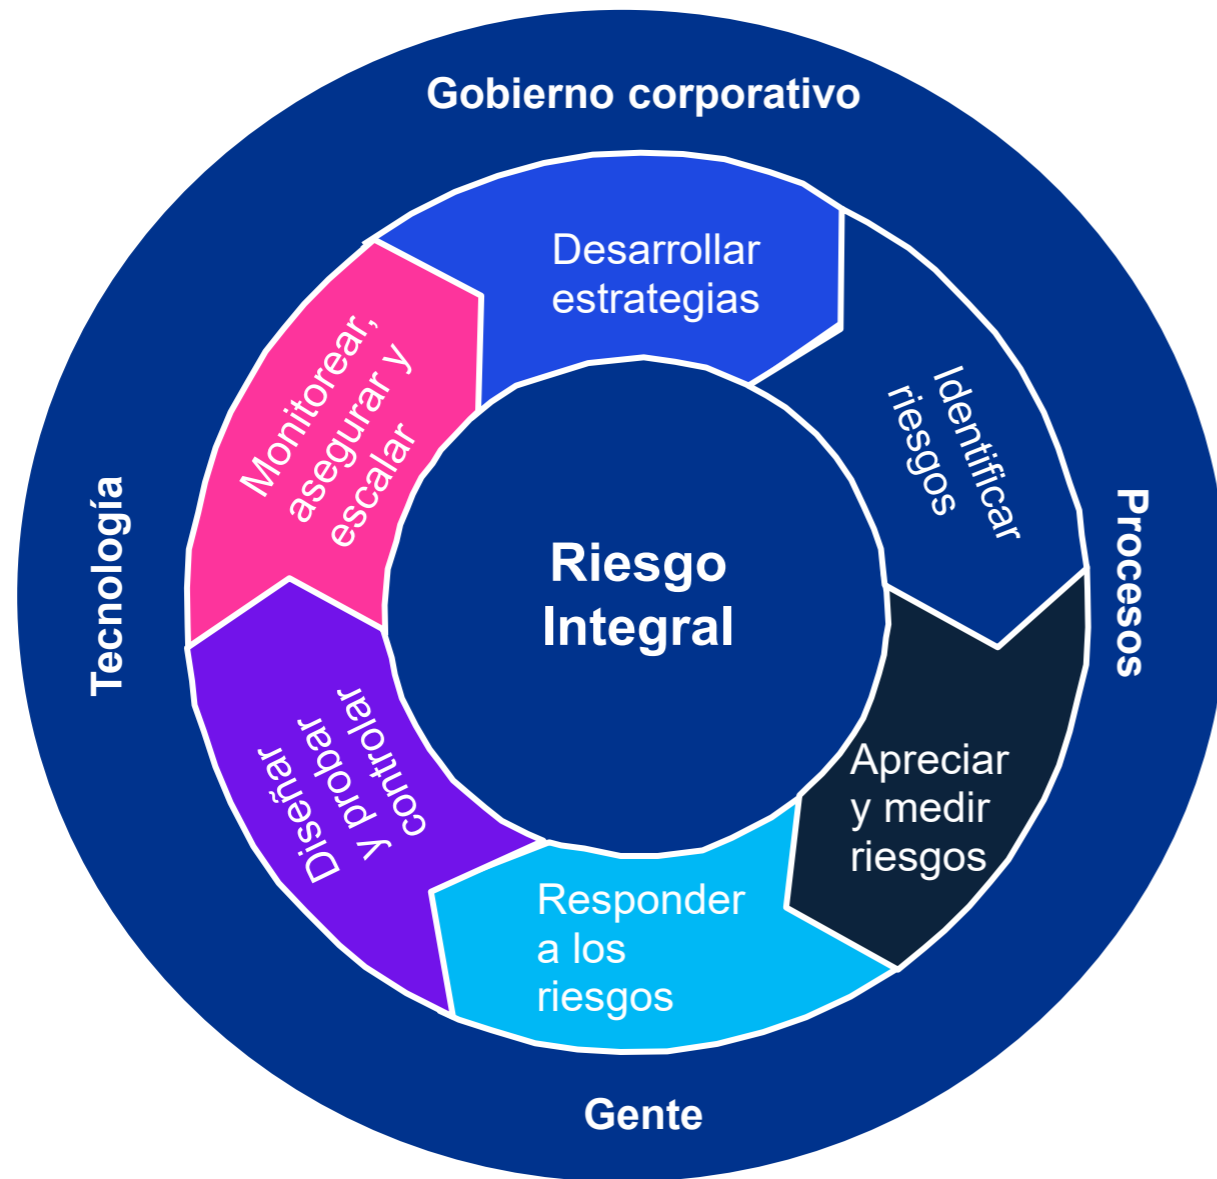 Gobierno corporativo
Desarrollar
estrategias
Identificar
riesgos
Procesos
Apreciar
y medir
riesgos
Responder
a los
riesgos
Gente
Diseñar
y probar
controlar
Tecnología
Monitorear,
asegurar y
escalar
Riesgo
Integral